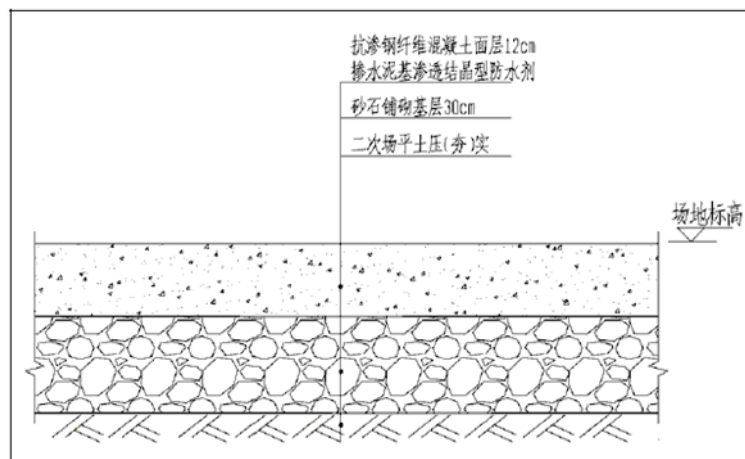 抗渗钢纤维混凝土面层12cm
掺水泥基渗透结晶型防水剂
砂石铺砌基层30cm
二次场平土压(夯)实
场地标高